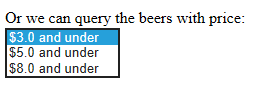 Or we can query the beers with price:
$3.0 and under
$5.0 and under
$8.0 and under